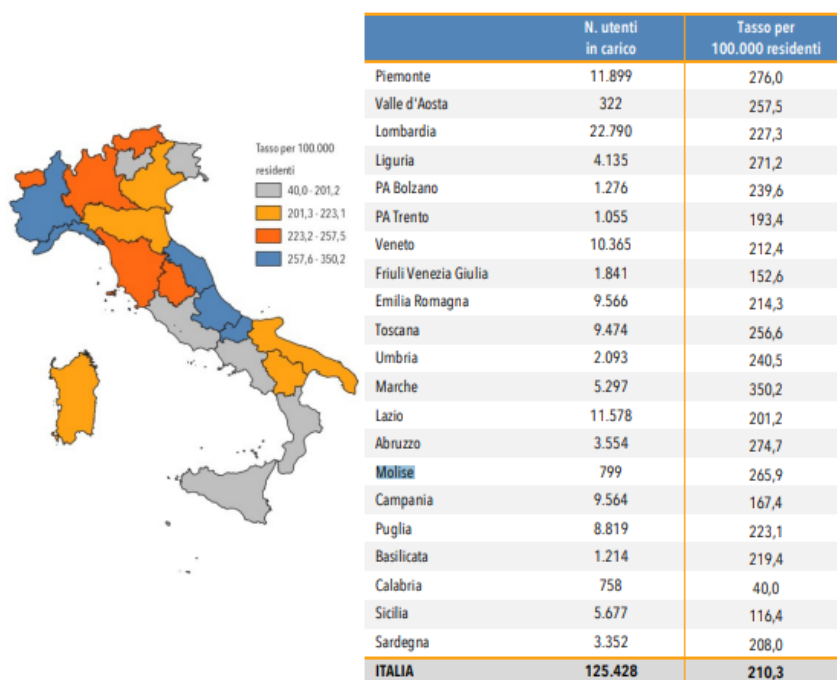 Tasso per 100.000
residenti
40,0 - 201,2
201,3 - 223,1
223,2 - 257,5
257,6 - 350,2
N. utenti
in carico
Tasso per
100.000 residenti
Piemonte 11.899 276,0
Valle d'Aosta 322 257,5
Lombardia 22.790 227,3
Liguria 4.135 271,2
PA Bolzano 1.276 239,6
PA Trento 1.055 193,4
Veneto 10.365 212,4
Friuli Venezia Giulia 1.841 152,6
Emilia Romagna 9.566 214,3
Toscana 9.474 256,6
Umbria 2.093 240,5
Marche 5.297 350,2
Lazio 11.578 201,2
Abruzzo 3.554 274,7
Molise 799 265,9
Campania 9.564 167,4
Puglia 8.819 223,1
Basilicata 1.214 219,4
Calabria 758 40,0
Sicilia 5.677 116,4
Sardegna 3.352 208,0
ITALIA 125.428 210,3